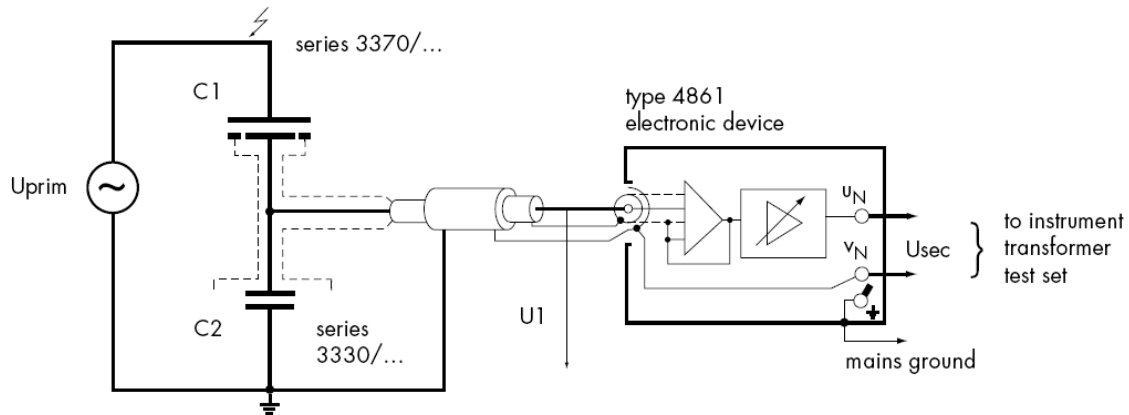 series 3370/...
C1
type 4861
electronic device
Uprim
uN
vN
Usec
to instrument
transformer
test set
U1
C2
series
3330/...
mains ground